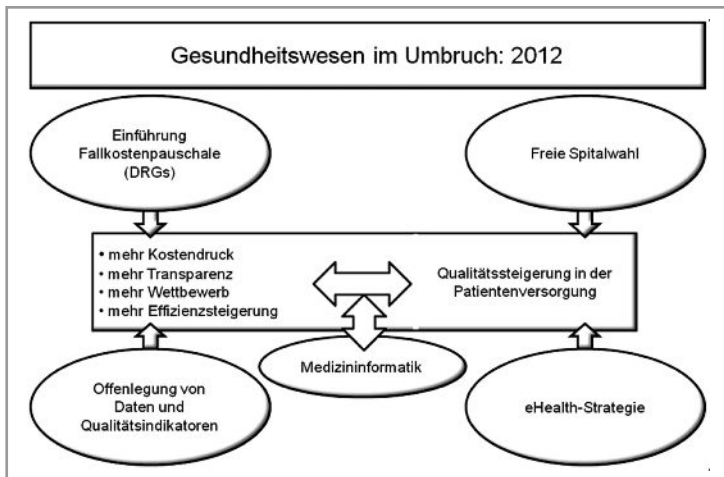 Gesundheitswesen im Umbruch: 2012
Einführung
Fallkostenpauschale
(DRGs)
Freie Spitalwahl
• mehr Kostendruck
• mehr Transparenz
• mehr Wettbewerb
• mehr Effizienzsteigerung
Qualitätssteigerung in der
Patientenversorgung
Medizininformatik
Offenlegung von
Daten und
Qualitätsindikatoren
eHealth-Strategie